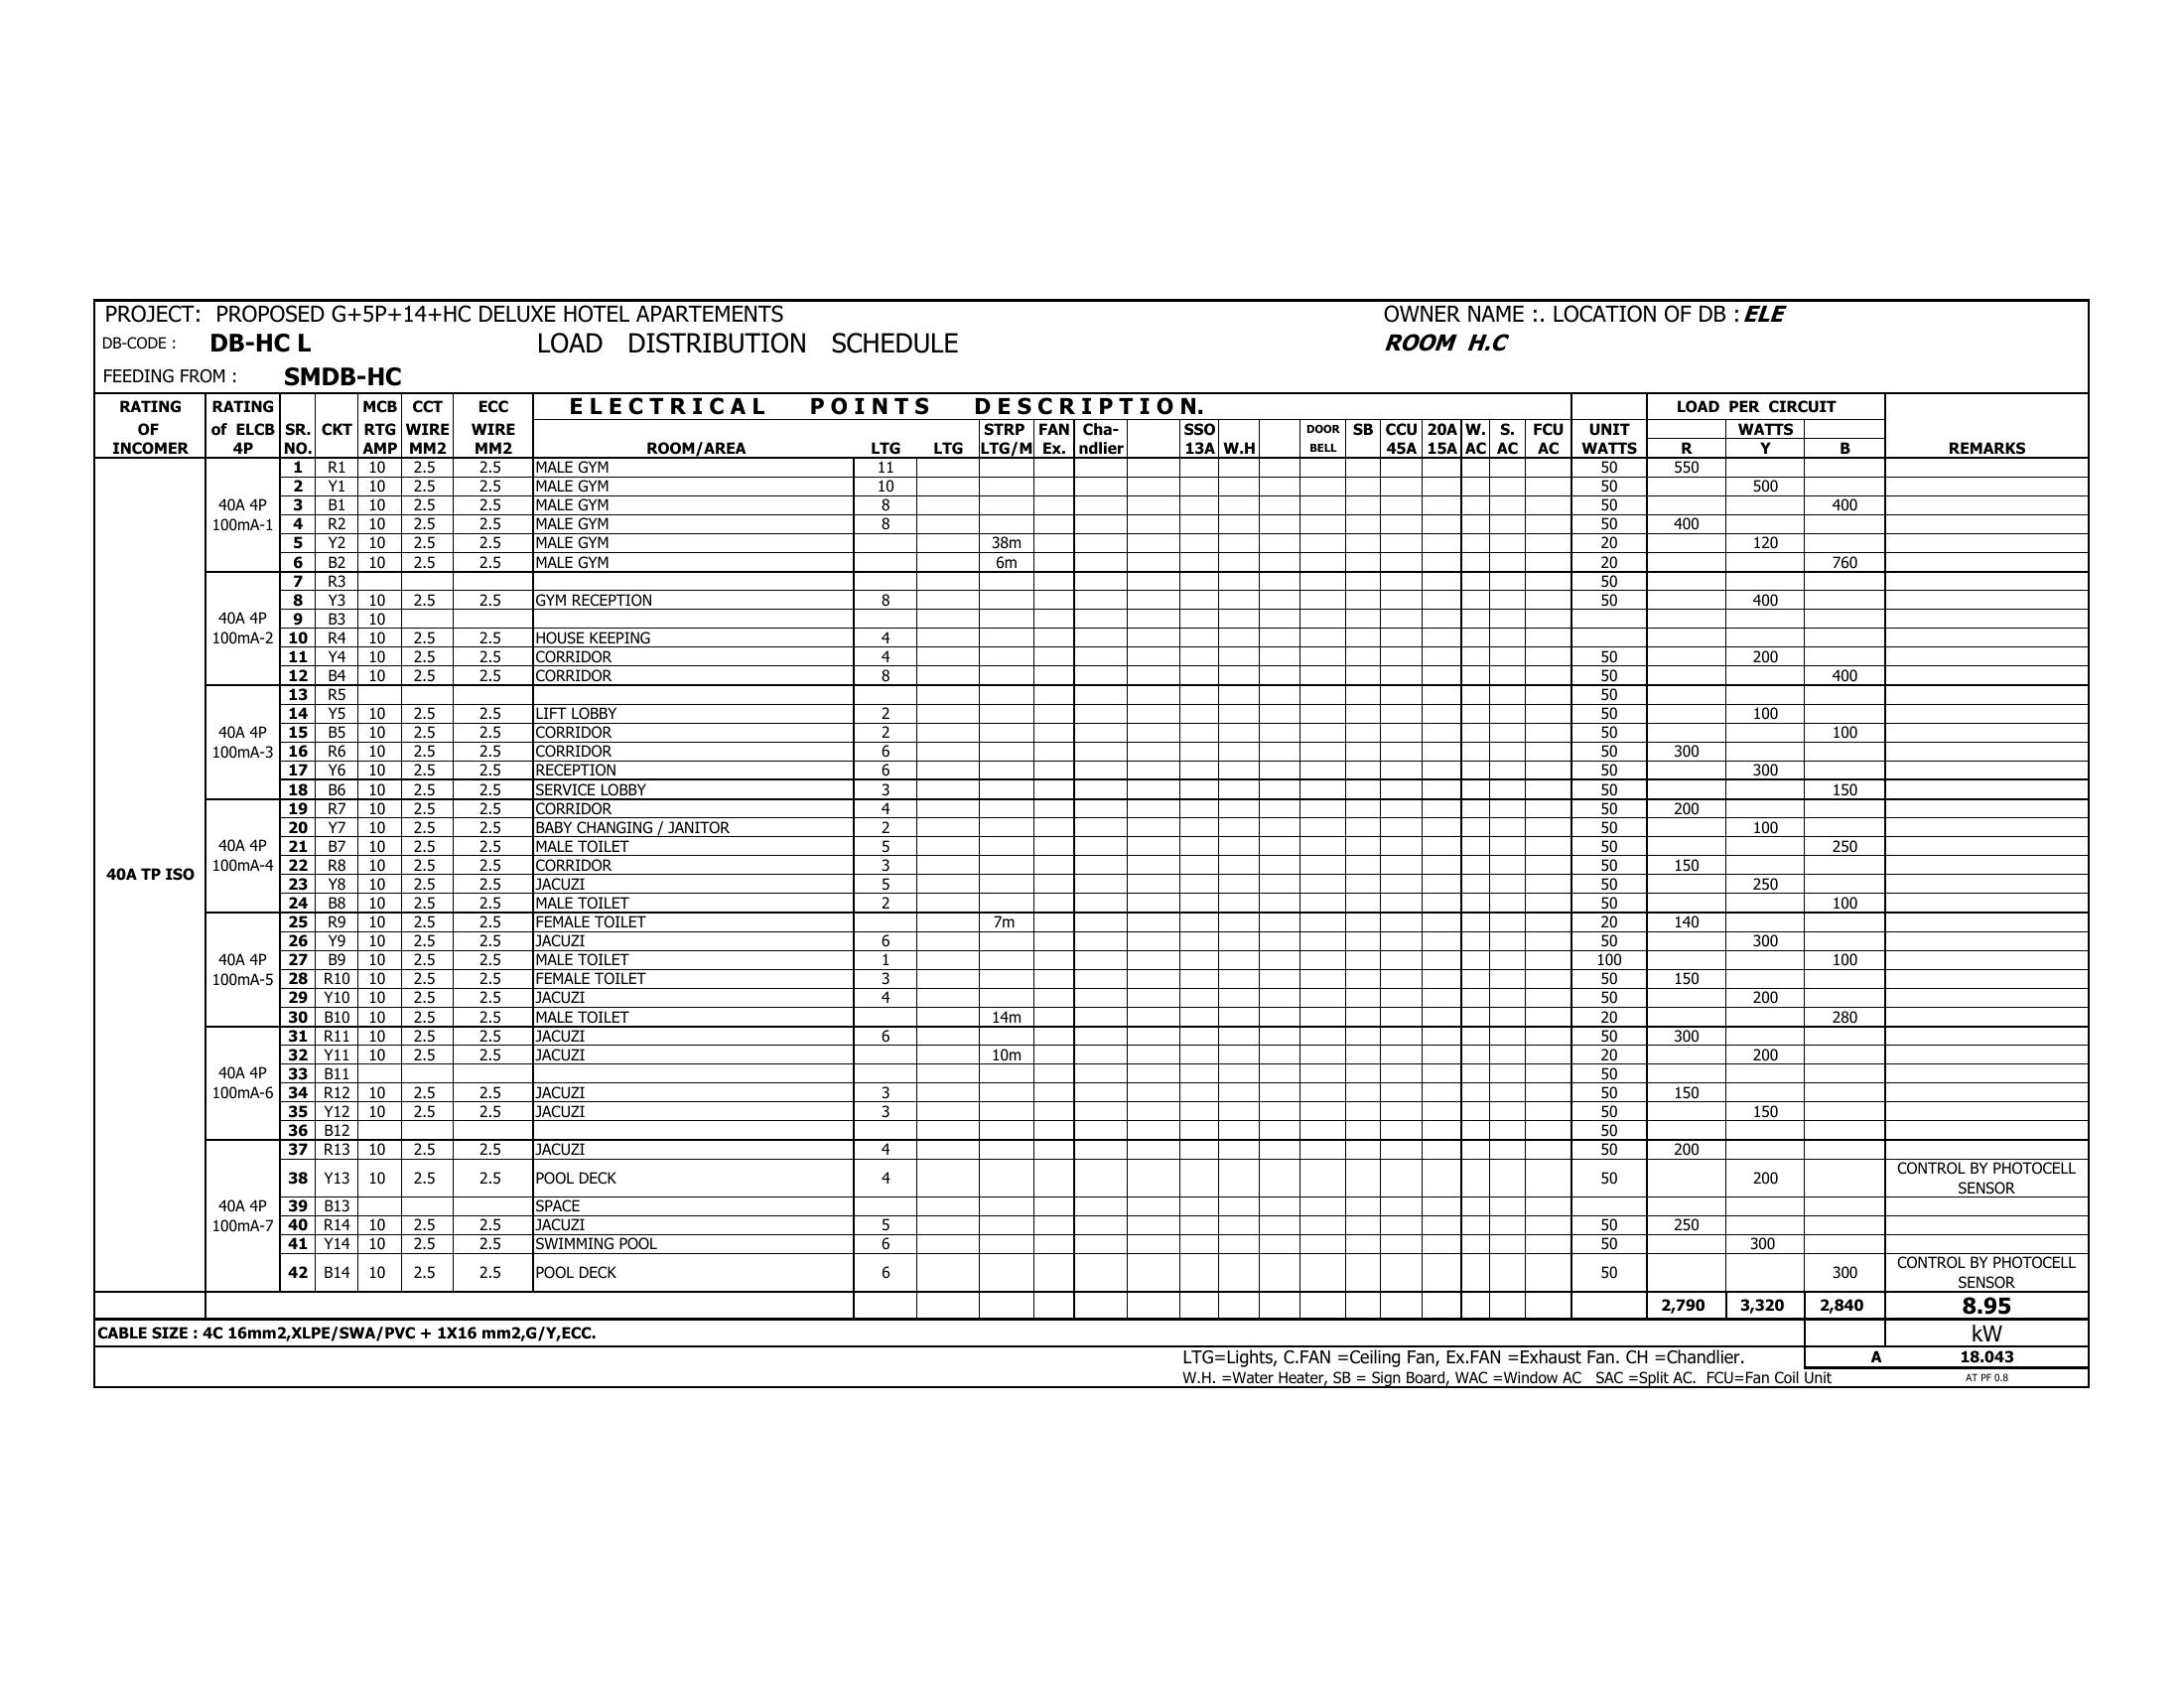 PROJECT: PROPOSED G+5P+14+HC DELUXE HOTEL APARTEMENTS OWNER NAME :. LOCATION OF DB : ELE
DB-CODE : DB-HC L LOAD DISTRIBUTION SCHEDULE ROOM H.C
FEEDING FROM : SMDB-HC
RATING RATING MCB CCT ECC ELECTRICAL POINTS DESCRIPTION. LOAD PER CIRCUIT
OF of ELCB SR. CKT RTG WIRE WIRE STRP FAN Cha- SSO DOOR SB CCU 20A W. S. FCU UNIT WATTS
INCOMER 4P NO. AMP MM2 MM2 ROOM/AREA LTG LTG LTG/M Ex. ndlier 13A W.H BELL 45A 15A AC AC AC WATTS R Y B REMARKS
1 R1 10 2.5 2.5 MALE GYM 11 50 550
2 Y1 10 2.5 2.5 MALE GYM 10 50 500
40A 4P 3 B1 10 2.5 2.5 MALE GYM 8 50 400
100mA-1 4 R2 10 2.5 2.5 MALE GYM 8 50 400
5 Y2 10 2.5 2.5 MALE GYM 38m 20 120
6 B2 10 2.5 2.5 MALE GYM 6m 20 760
7 R3 50
8 Y3 10 2.5 2.5 GYM RECEPTION 8 50 400
40A 4P 9 B3 10
100mA-2 10 R4 10 2.5 2.5 HOUSE KEEPING 4
11 Y4 10 2.5 2.5 CORRIDOR 4 50 200
12 B4 10 2.5 2.5 CORRIDOR 8 50 400
13 R5 50
14 Y5 10 2.5 2.5 LIFT LOBBY 2 50 100
40A 4P 15 B5 10 2.5 2.5 CORRIDOR 2 50 100
100mA-3 16 R6 10 2.5 2.5 CORRIDOR 6 50 300
17 Y6 10 2.5 2.5 RECEPTION 6 50 300
18 B6 10 2.5 2.5 SERVICE LOBBY 3 50 150
19 R7 10 2.5 2.5 CORRIDOR 4 50 200
20 Y7 10 2.5 2.5 BABY CHANGING / JANITOR 2 50 100
40A 4P 21 B7 10 2.5 2.5 MALE TOILET 5 50 250
100mA-4 22 R8 10 2.5 2.5 CORRIDOR 3 50 150
40A TP ISO 23 Y8 10 2.5 2.5 JACUZI 5 50 250
24 B8 10 2.5 2.5 MALE TOILET 2 50 100
25 R9 10 2.5 2.5 FEMALE TOILET 7m 20 140
26 Y9 10 2.5 2.5 JACUZI 6 50 300
40A 4P 27 B9 10 2.5 2.5 MALE TOILET 1 100 100
100mA-5 28 R10 10 2.5 2.5 FEMALE TOILET 3 50 150
29 Y10 10 2.5 2.5 JACUZI 4 50 200
30 B10 10 2.5 2.5 MALE TOILET 14m 20 280
31 R11 10 2.5 2.5 JACUZI 6 50 300
32 Y11 10 2.5 2.5 JACUZI 10m 20 200
40A 4P 33 B11 50
100mA-6 34 R12 10 2.5 2.5 JACUZI 3 50 150
35 Y12 10 2.5 2.5 JACUZI 3 50 150
36 B12 50
37 R13 10 2.5 2.5 JACUZI 4 50 200
38 Y13 10 2.5 2.5 POOL DECK 4 50 200 CONTROL BY PHOTOCELL
SENSOR
40A 4P 39 B13 SPACE
100mA-7 40 R14 10 2.5 2.5 JACUZI 5 50 250
41 Y14 10 2.5 2.5 SWIMMING POOL 6 50 300
42 B14 10 2.5 2.5 POOL DECK 6 50 300 CONTROL BY PHOTOCELL
SENSOR
2,790 3,320 2,840 8.95
CABLE SIZE : 4C 16mm2,XLPE/SWA/PVC + 1X16 mm2,G/Y,ECC. kW
LTG=Lights, C.FAN =Ceiling Fan, Ex.FAN =Exhaust Fan. CH =Chandlier. A 18.043
W.H. =Water Heater, SB = Sign Board, WAC =Window AC SAC =Split AC. FCU=Fan Coil Unit AT PF 0.8